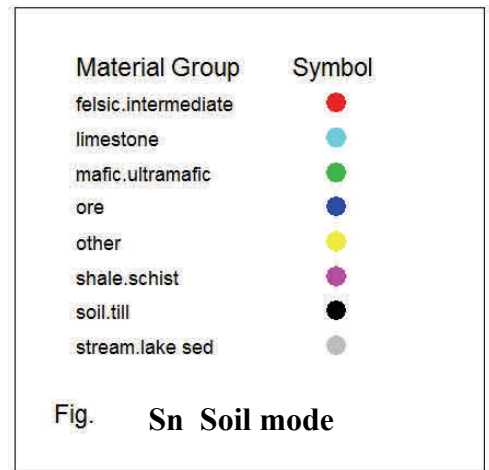 Material Group Symbol
felsic.intermediate
limestone
mafic.ultramafic
ore
other
shale.schist
soil.till
stream.lake sed
Fig. Sn Soil mode